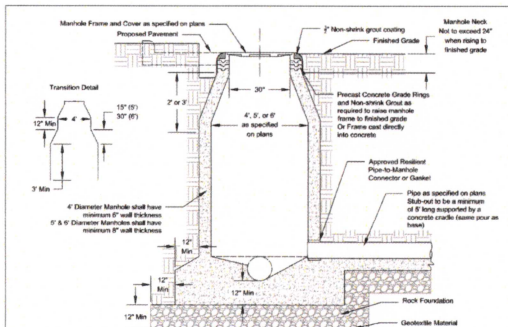 Manhole Frame and Cover as specified on plans
Proposed Pavement
½" Non-shrink grout coating
Finished Grade
Manhole Neck
Not to exceed 24"
when rising to
finished grade
Transition Detail
15" (5')
30" (6')
12" Min
4'
3' Min
2' or 3'
30"
4', 5', or 6'
as specified
on plans
Precast Concrete Grade Rings
and Non-shrink Grout as
required to raise manhole
frame to finished grade
Or Frame cast directly
into concrete
Approved Resilient
Pipe-to-Manhole
Connector or Gasket
Pipe as specified on plans
Stub-out to be a minimum
of 6' long supported by a
concrete cradle (same pour as
base)
4' Diameter Manhole shall have
minimum 6" wall thickness
5' & 6' Diameter Manholes shall have
minimum 8" wall thickness
12"
Min
12"
Min
12" Min
12" Min
Rock Foundation
Geotextile Material